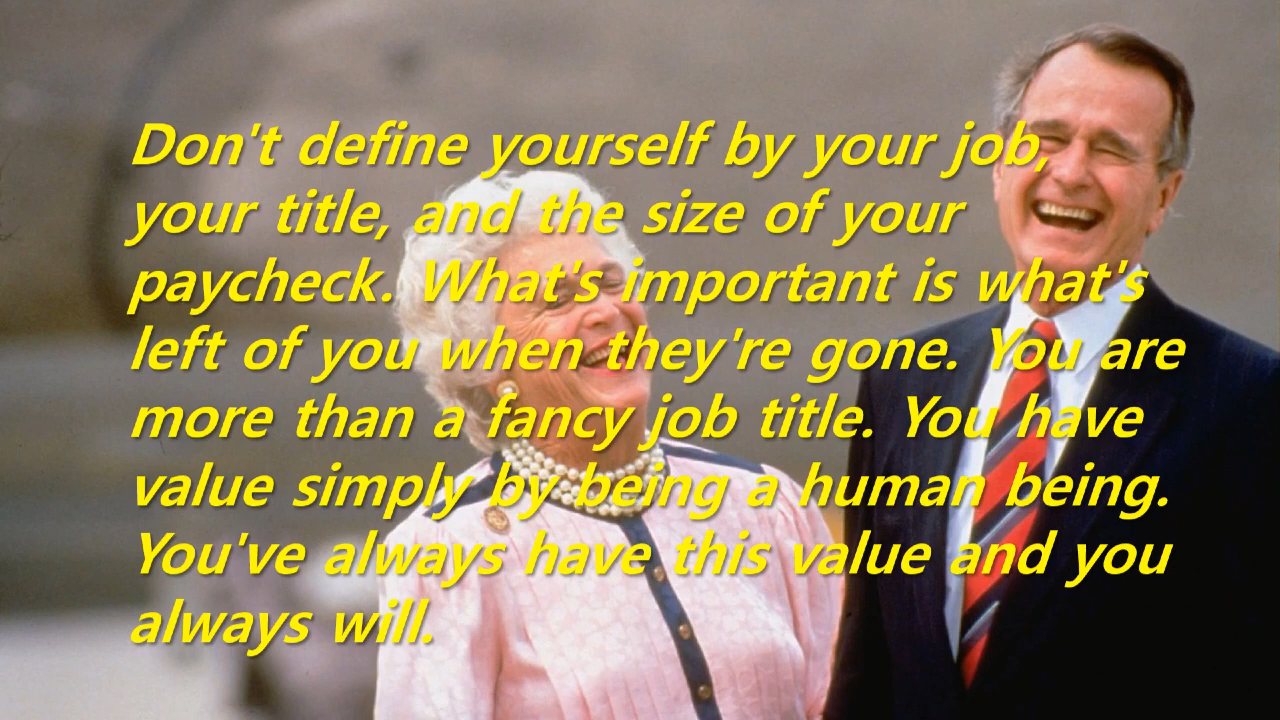 Don't define yourself by your job,
your title, and the size of your
paycheck. What's important is what's
left of you when they're gone. You are
more than a fancy job title. You have
value simply by being a human being.
You've always have this value and you
always will.